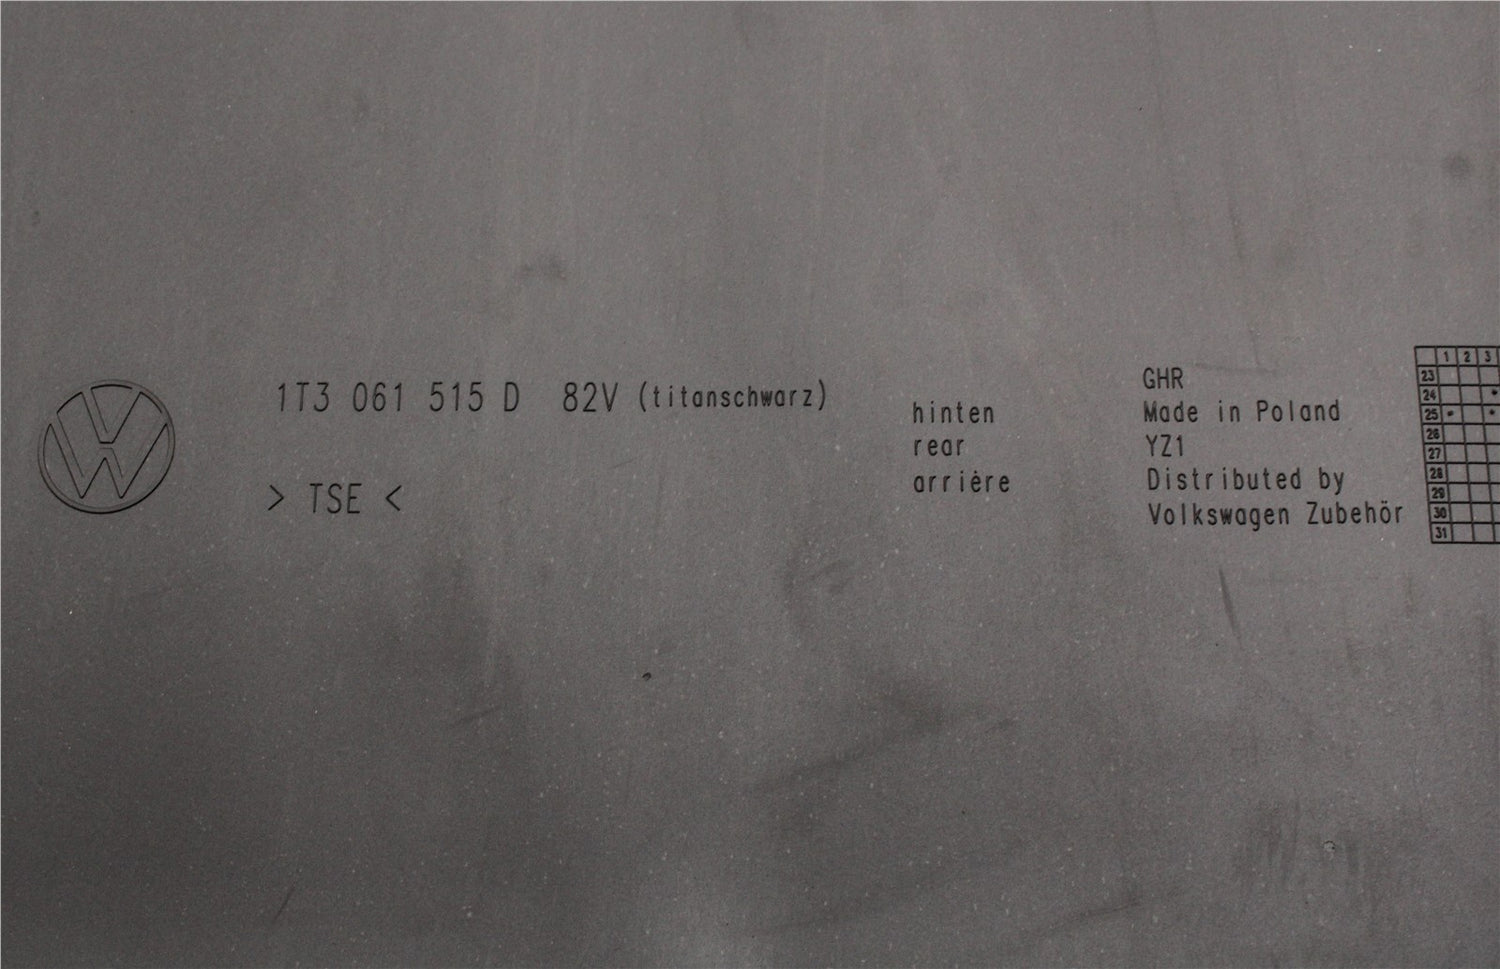 1T3 061 515 D 82V (titanschwarz)
> TSE <
hinten
rear
arrière
GHR
Made in Poland
YZ1
Distributed by
Volkswagen Zubehör
1 2 3
23
24
25
26
27
28
29
30
31